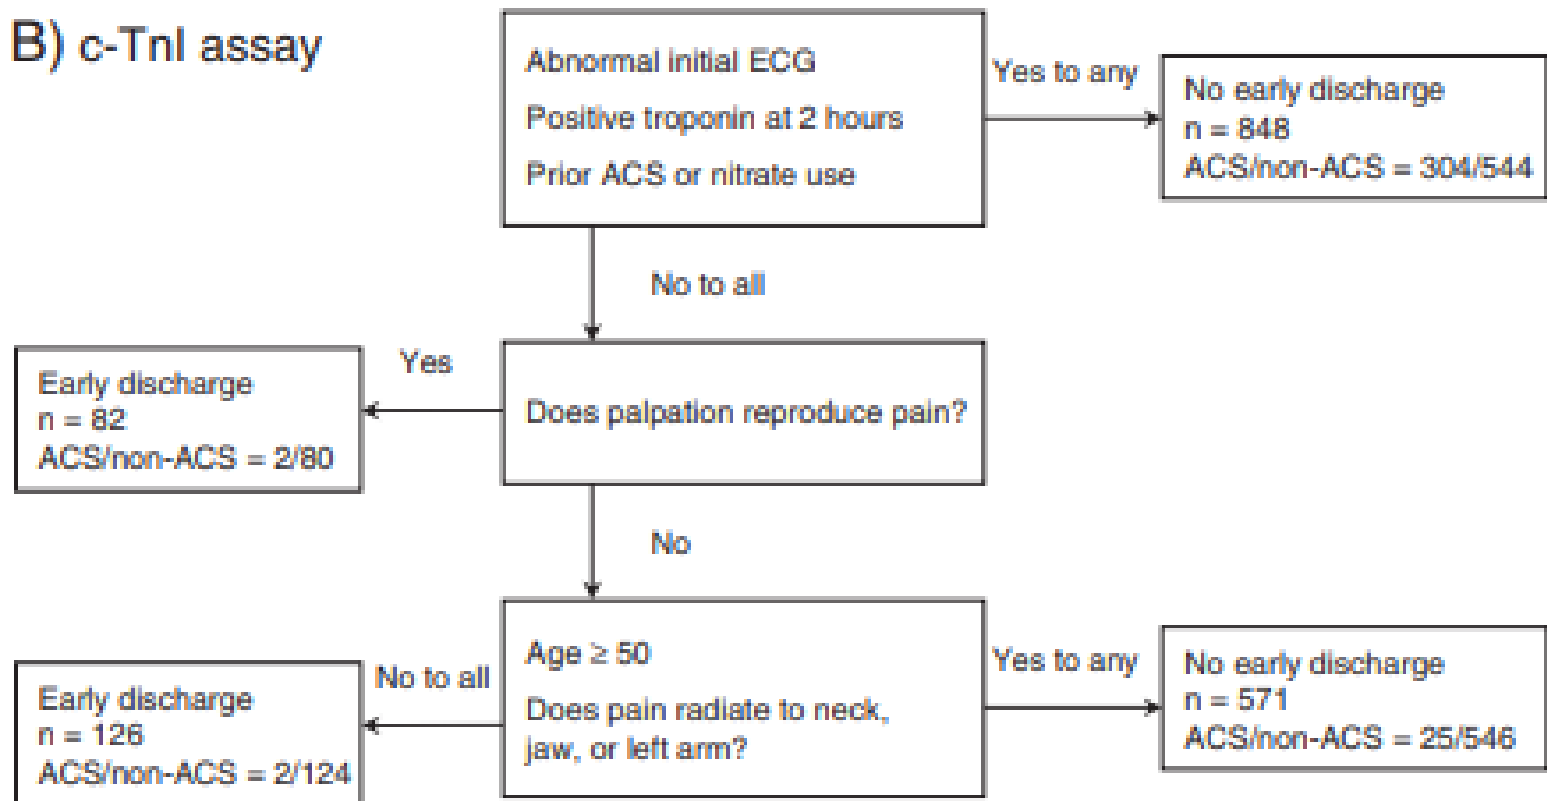 B) c-TnI assay
Abnormal initial ECG
Positive troponin at 2 hours
Prior ACS or nitrate use
Yes to any
No early discharge
n = 848
ACS/non-ACS = 304/544
No to all
Early discharge
n = 82
ACS/non-ACS = 2/80
Yes
Does palpation reproduce pain?
No
Early discharge
n = 126
ACS/non-ACS = 2/124
No to all
Age ≥ 50
Does pain radiate to neck,
jaw, or left arm?
Yes to any
No early discharge
n = 571
ACS/non-ACS = 25/546